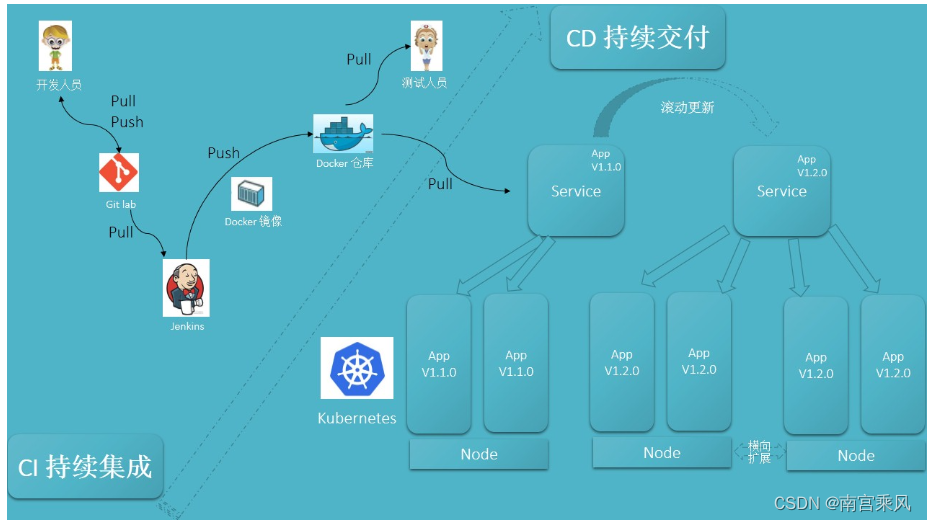 CD 持续交付
开发人员
Pull
Push
Git lab
Pull
Jenkins
Push
Docker 镜像
Docker 仓库
Pull
测试人员
Pull
滚动更新
App
V1.1.0
Service
App
V1.2.0
Service
Kubernetes
App
V1.1.0
App
V1.1.0
Node
App
V1.2.0
App
V1.2.0
Node
横向
扩展
App
V1.2.0
App
V1.2.0
Node
CI 持续集成
CSDN @南宫乘风